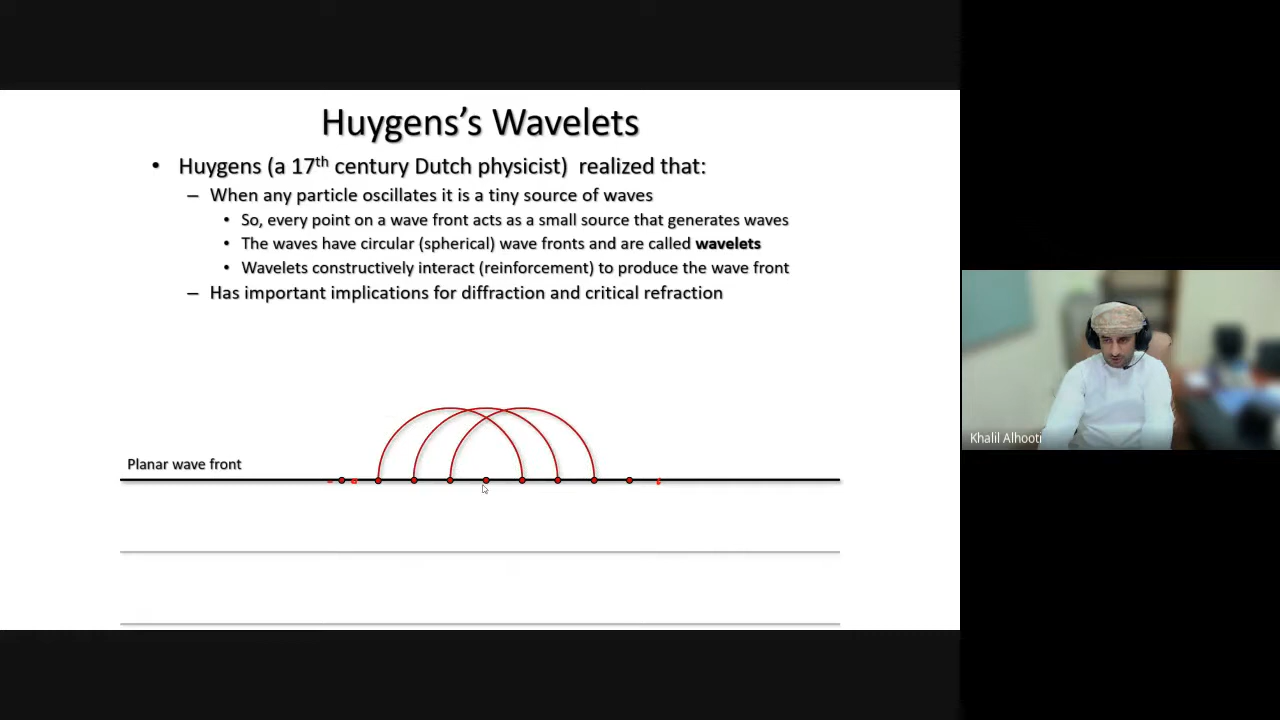 Huygens's Wavelets
• Huygens (a 17th century Dutch physicist) realized that:
– When any particle oscillates it is a tiny source of waves
• So, every point on a wave front acts as a small source that generates waves
• The waves have circular (spherical) wave fronts and are called wavelets
• Wavelets constructively interact (reinforcement) to produce the wave front
– Has important implications for diffraction and critical refraction
Planar wave front
Khalil Alhooti